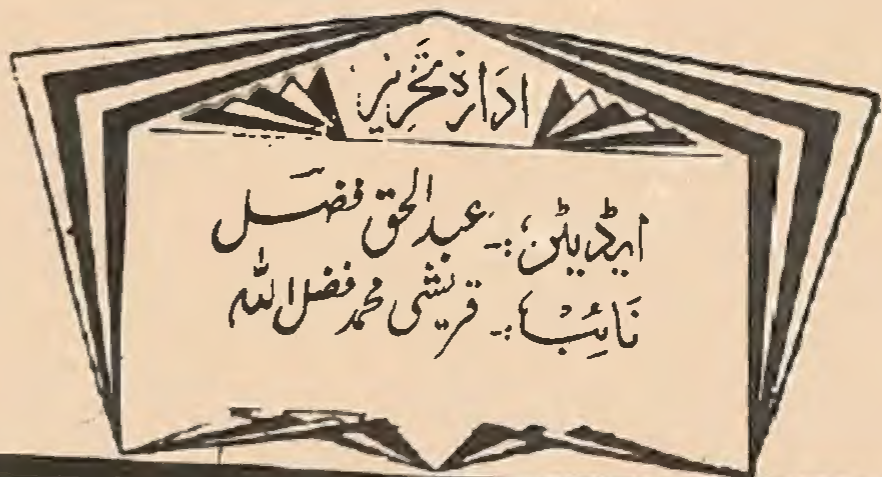 ادارۂ تحریر
ایڈیٹر:۔ عبدالحق فضل
نائب:۔ قریشی محمد فضل اللہ